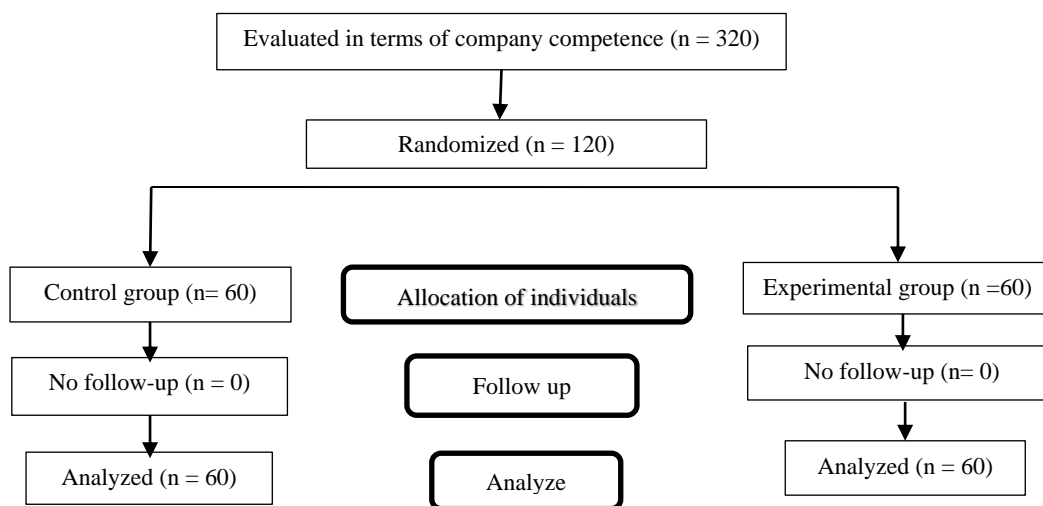 Evaluated in terms of company competence (n = 320)
Randomized (n = 120)
Control group (n= 60)
Allocation of individuals
Experimental group (n =60)
No follow-up (n = 0)
Follow up
No follow-up (n= 0)
Analyzed (n = 60)
Analyze
Analyzed (n = 60)